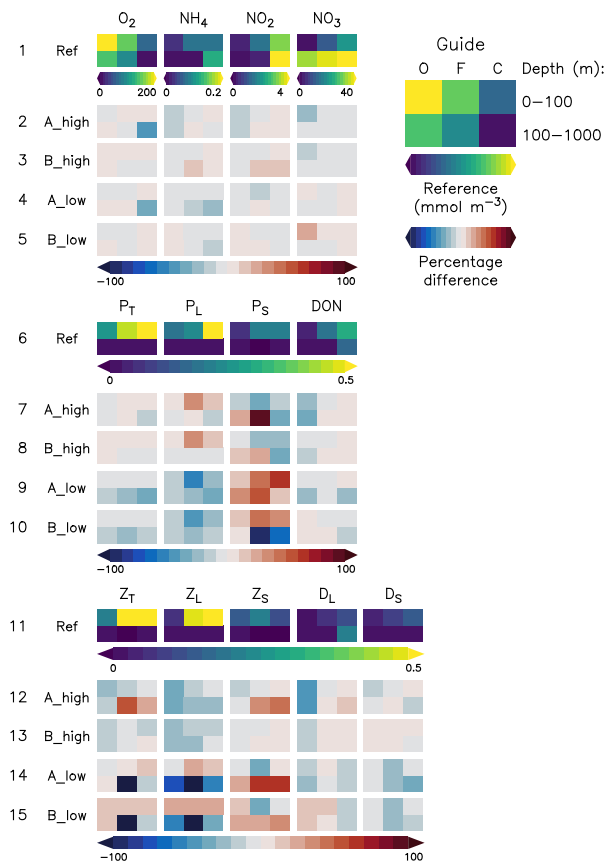 O2 NH4 NO2 NO3
1 Ref
0 200 0 0.2 0 4 0 40
2 A_high
3 B_high
4 A_low
5 B_low
−100 100
Guide
O F C Depth (m):
0−100
100−1000
Reference
(mmol m−3)
Percentage
difference
PT PL PS DON
6 Ref
0 0.5
7 A_high
8 B_high
9 A_low
10 B_low
−100 100
ZT ZL ZS DL DS
11 Ref
0 0.5
12 A_high
13 B_high
14 A_low
15 B_low
−100 100